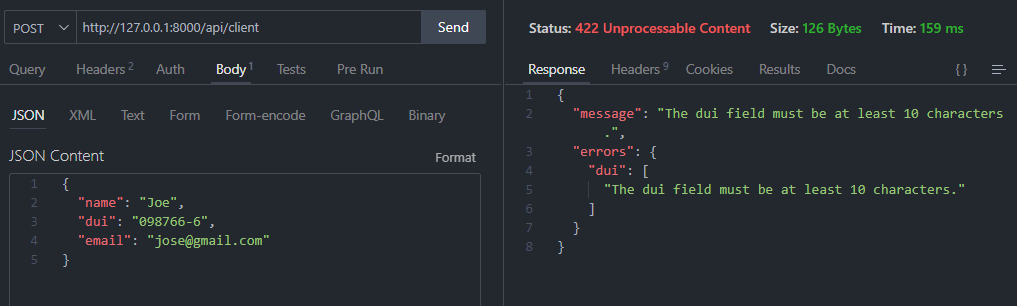 POST http://127.0.0.1:8000/api/client Send
Query Headers 2 Auth Body 1 Tests Pre Run
JSON XML Text Form Form-encode GraphQL Binary
JSON Content Format
1 {
2 "name": "Joe",
3 "dui": "098766-6",
4 "email": "jose@gmail.com"
5 }
Status: 422 Unprocessable Content Size: 126 Bytes Time: 159 ms
Response Headers 9 Cookies Results Docs { }
1 {
2 "message": "The dui field must be at least 10 characters
.",
3 "errors": {
4 "dui": [
5 "The dui field must be at least 10 characters."
6 ]
7 }
8 }